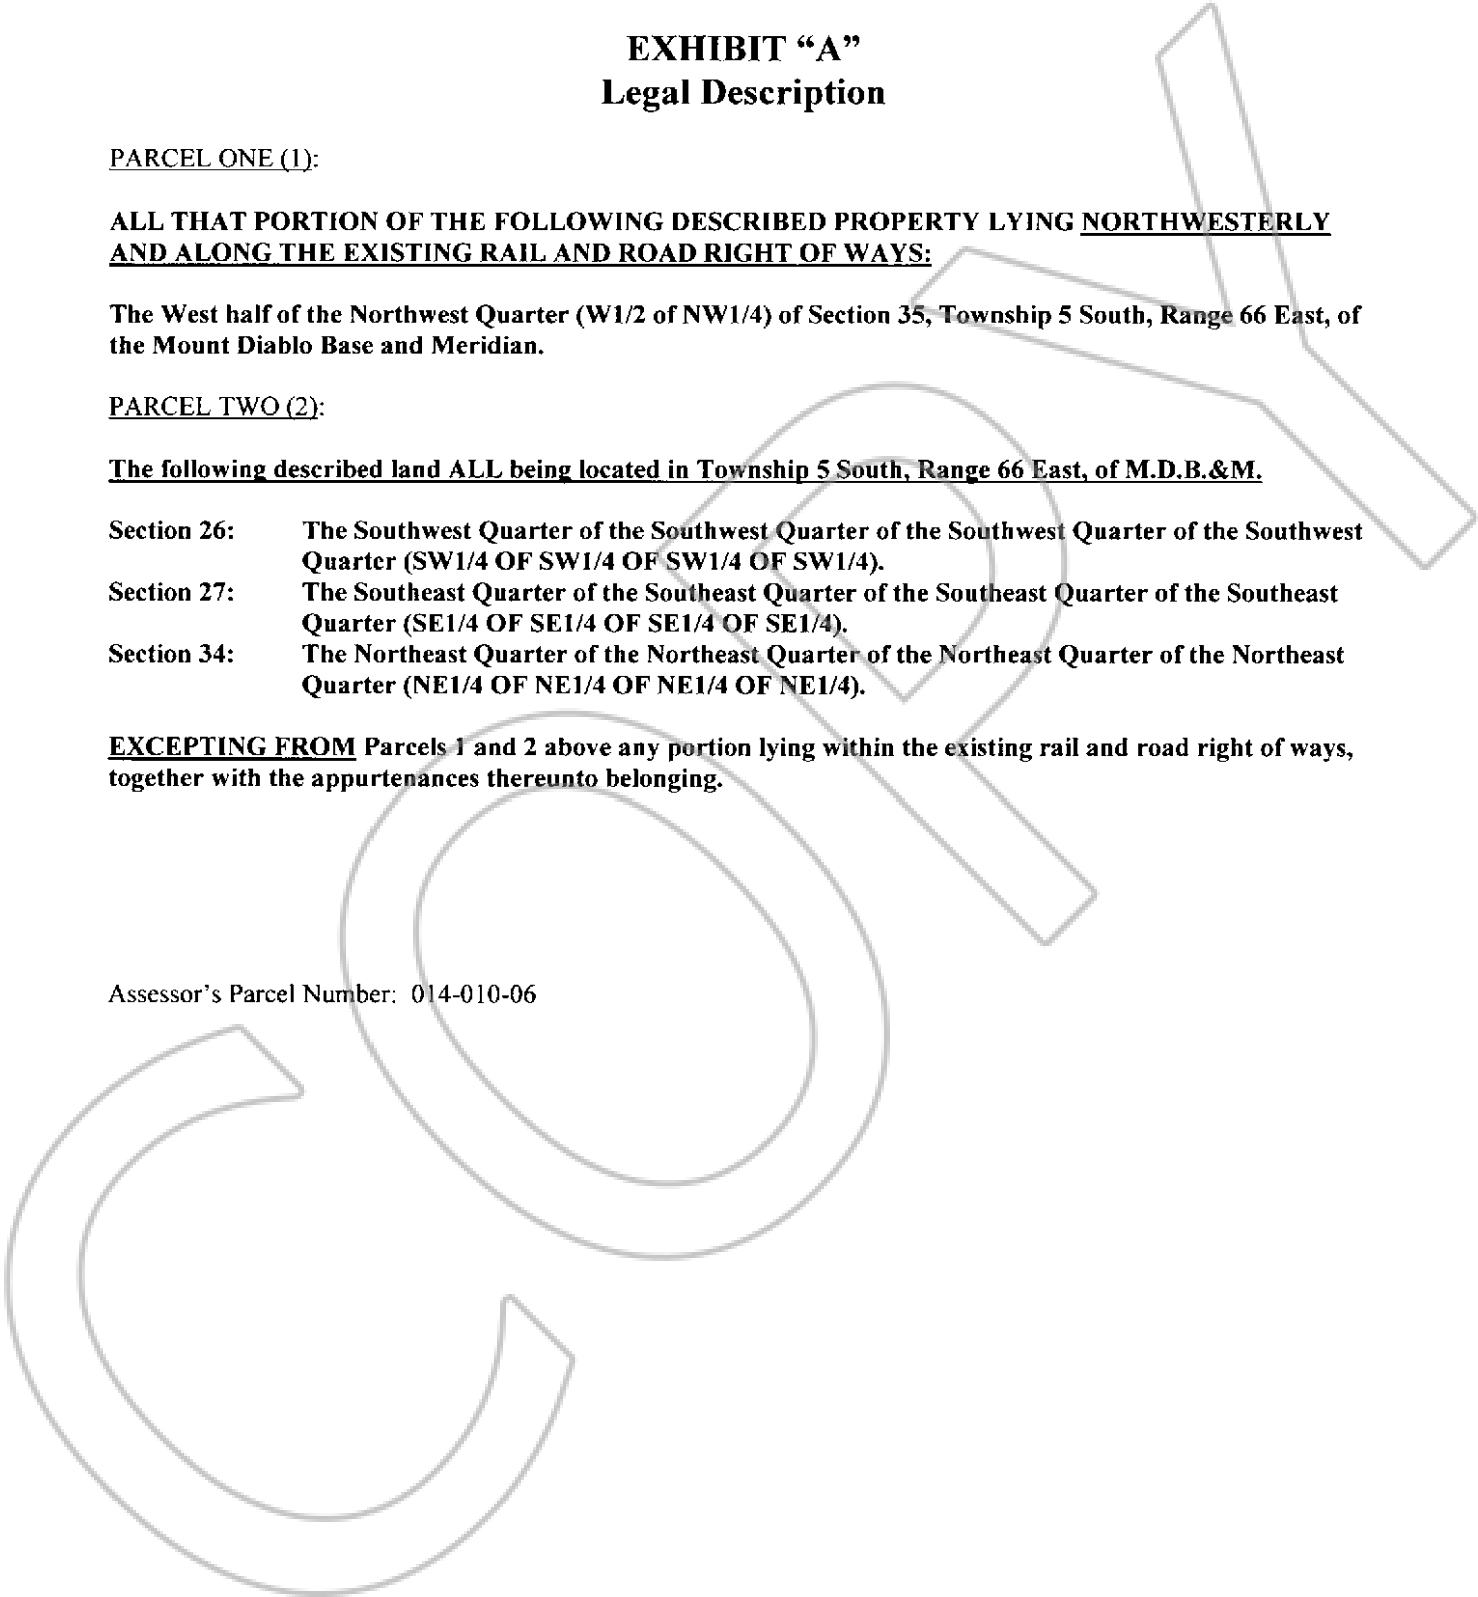 EXHIBIT “A”
Legal Description
PARCEL ONE (1):
ALL THAT PORTION OF THE FOLLOWING DESCRIBED PROPERTY LYING NORTHWESTERLY
AND ALONG THE EXISTING RAIL AND ROAD RIGHT OF WAYS:
The West half of the Northwest Quarter (W1/2 of NW1/4) of Section 35, Township 5 South, Range 66 East, of
the Mount Diablo Base and Meridian.
PARCEL TWO (2):
The following described land ALL being located in Township 5 South, Range 66 East, of M.D.B.&M.
Section 26: The Southwest Quarter of the Southwest Quarter of the Southwest Quarter of the Southwest
Quarter (SW1/4 OF SW1/4 OF SW1/4 OF SW1/4).
Section 27: The Southeast Quarter of the Southeast Quarter of the Southeast Quarter of the Southeast
Quarter (SE1/4 OF SE1/4 OF SE1/4 OF SE1/4).
Section 34: The Northeast Quarter of the Northeast Quarter of the Northeast Quarter of the Northeast
Quarter (NE1/4 OF NE1/4 OF NE1/4 OF NE1/4).
EXCEPTING FROM Parcels 1 and 2 above any portion lying within the existing rail and road right of ways,
together with the appurtenances thereunto belonging.
Assessor’s Parcel Number: 014-010-06
COPY